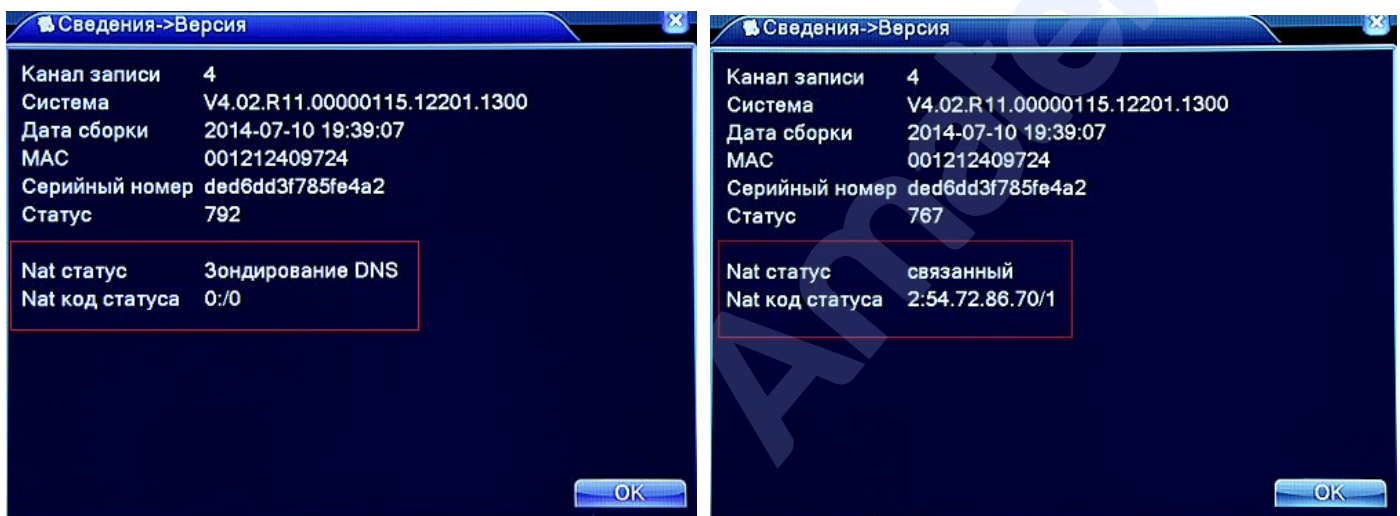 Сведения->Версия
Канал записи 4
Система V4.02.R11.00000115.12201.1300
Дата сборки 2014-07-10 19:39:07
MAC 001212409724
Серийный номер ded6dd3f785fe4a2
Статус 792
Nat статус Зондирование DNS
Nat код статуса 0:/0
OK
Сведения->Версия
Канал записи 4
Система V4.02.R11.00000115.12201.1300
Дата сборки 2014-07-10 19:39:07
MAC 001212409724
Серийный номер ded6dd3f785fe4a2
Статус 767
Nat статус связанный
Nat код статуса 2:54.72.86.70/1
OK